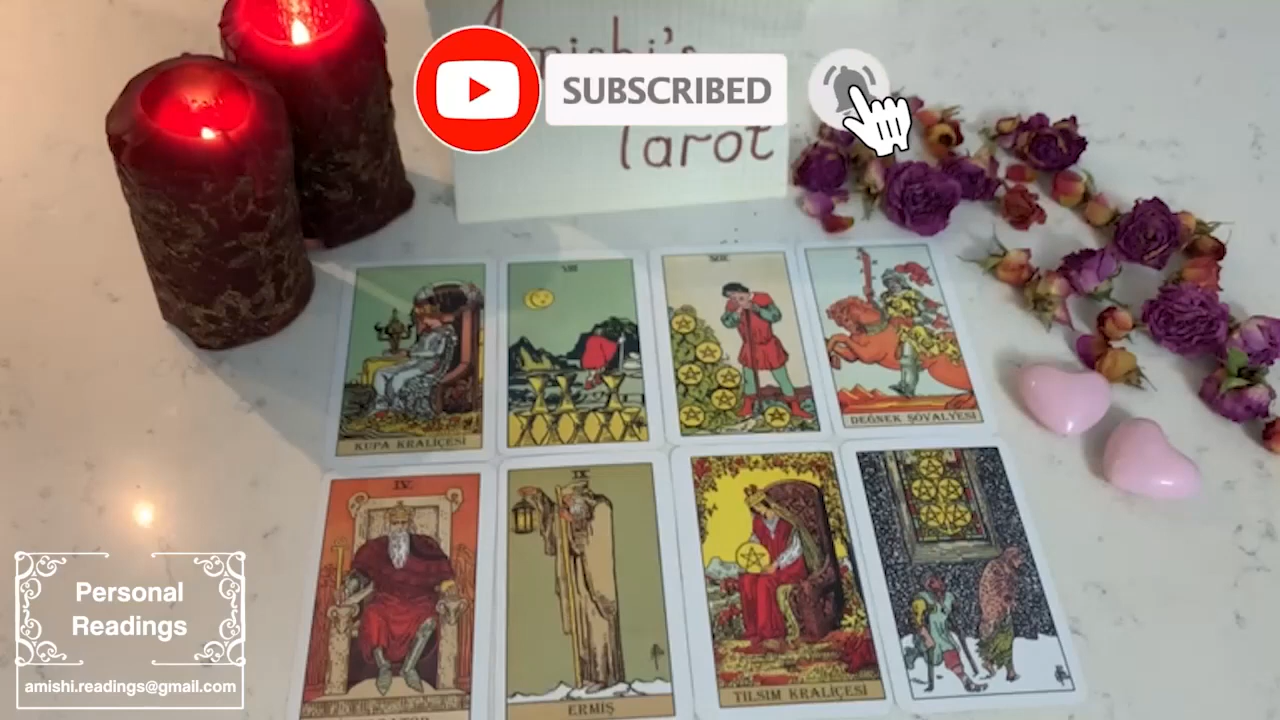 Amishi's
SUBSCRIBED
Tarot
VIII
KUPA KRALİÇESİ
DEĞNEK ŞÖVALYESİ
IV
IX
ERMİŞ
TILSIM KRALİÇESİ
Personal
Readings
amishi.readings@gmail.com